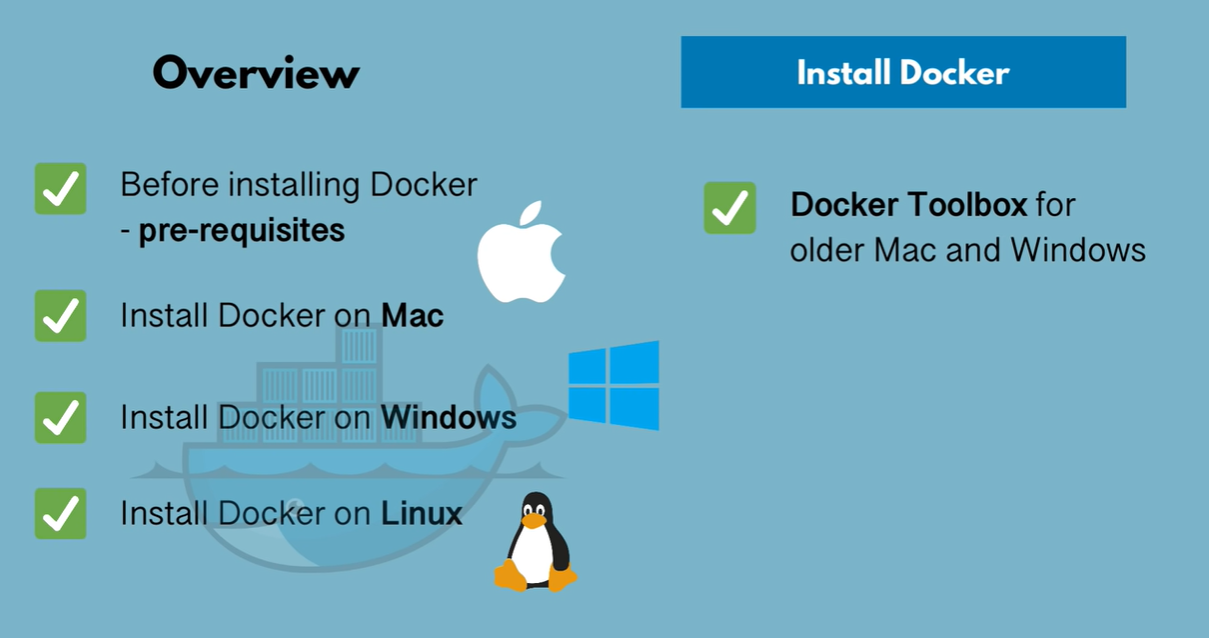 Overview
Before installing Docker
- pre-requisites
Install Docker on Mac
Install Docker on Windows
Install Docker on Linux
Install Docker
Docker Toolbox for
older Mac and Windows